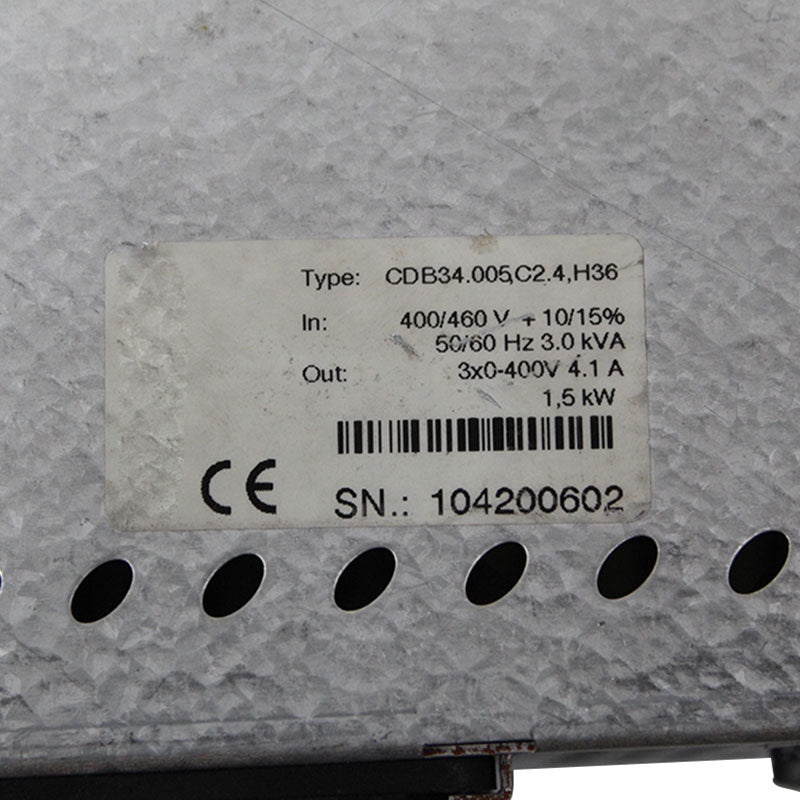 Type: CDB34.005,C2.4,H36
In: 400/460 V + 10/15%
50/60 Hz 3.0 kVA
Out: 3x0-400V 4.1 A
1,5 kW
CE
SN.: 104200602